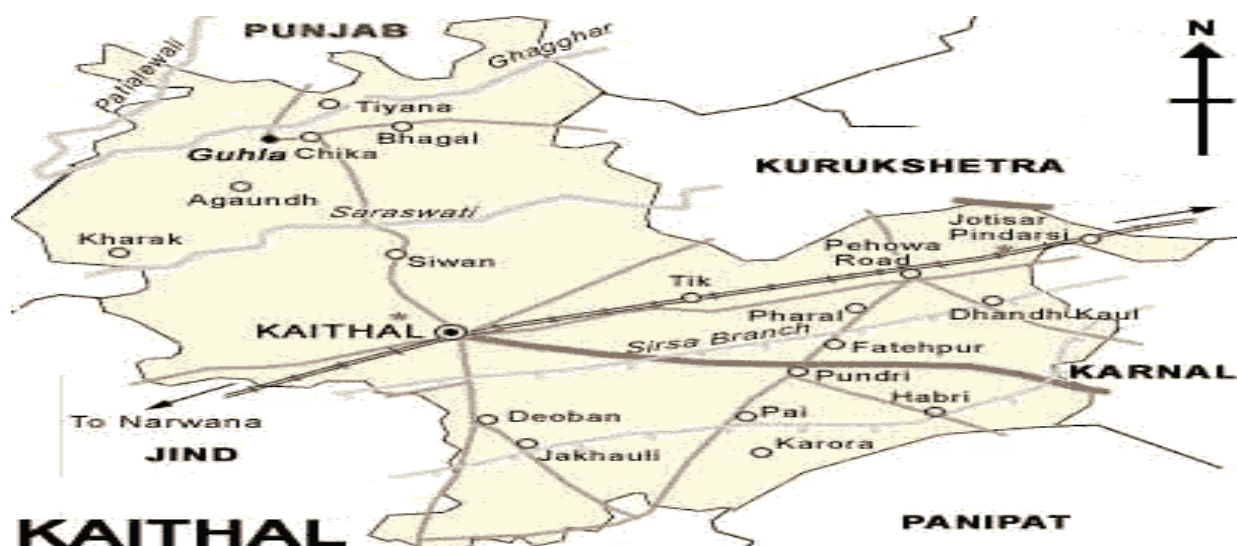 PUNJAB
N
Ghagghar
Patialewali
Tiyana
Bhagal
Guhla
Chika
KURUKSHETRA
Agaundh
Saraswati
Jotisar
Pindarsi
Kharak
Siwan
Pehowa
Road
Tik
Pharal
Dhandh Kaul
KAITHAL
Sirsa Branch
Fatehpur
Pundri
KARNAL
Habri
To Narwana
Deoban
Pai
JIND
Jakhauli
Karora
KAITHAL
PANIPAT